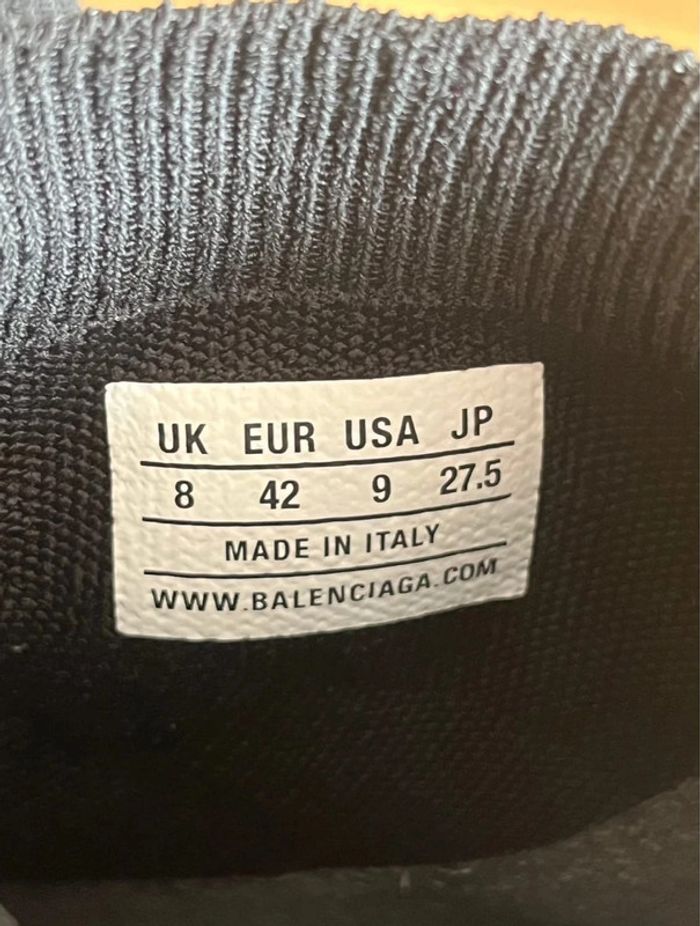 UK EUR USA JP
8 42 9 27.5
MADE IN ITALY
WWW.BALENCIAGA.COM